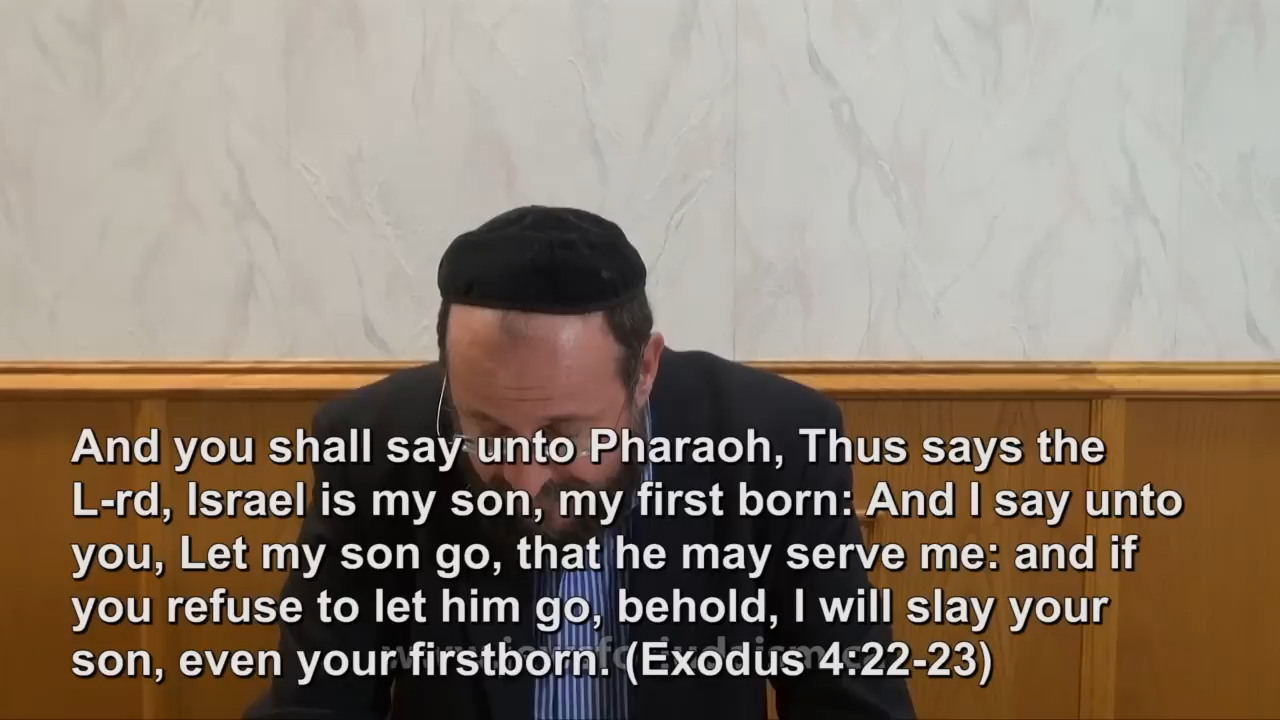 And you shall say unto Pharaoh, Thus says the
L-rd, Israel is my son, my first born: And I say unto
you, Let my son go, that he may serve me: and if
you refuse to let him go, behold, I will slay your
son, even your firstborn. (Exodus 4:22-23)